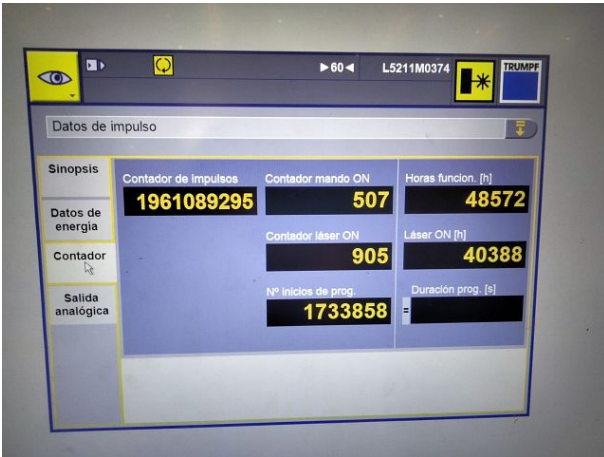 ►60◄ L5211M0374 TRUMPF
Datos de impulso
Sinopsis
Datos de
energía
Contador
Salida
analógica
Contador de impulsos
1961089295
Contador mando ON
507
Contador láser ON
905
Nº inicios de prog.
1733858
Horas funcion. [h]
48572
Láser ON [h]
40388
Duración prog. [s]
=